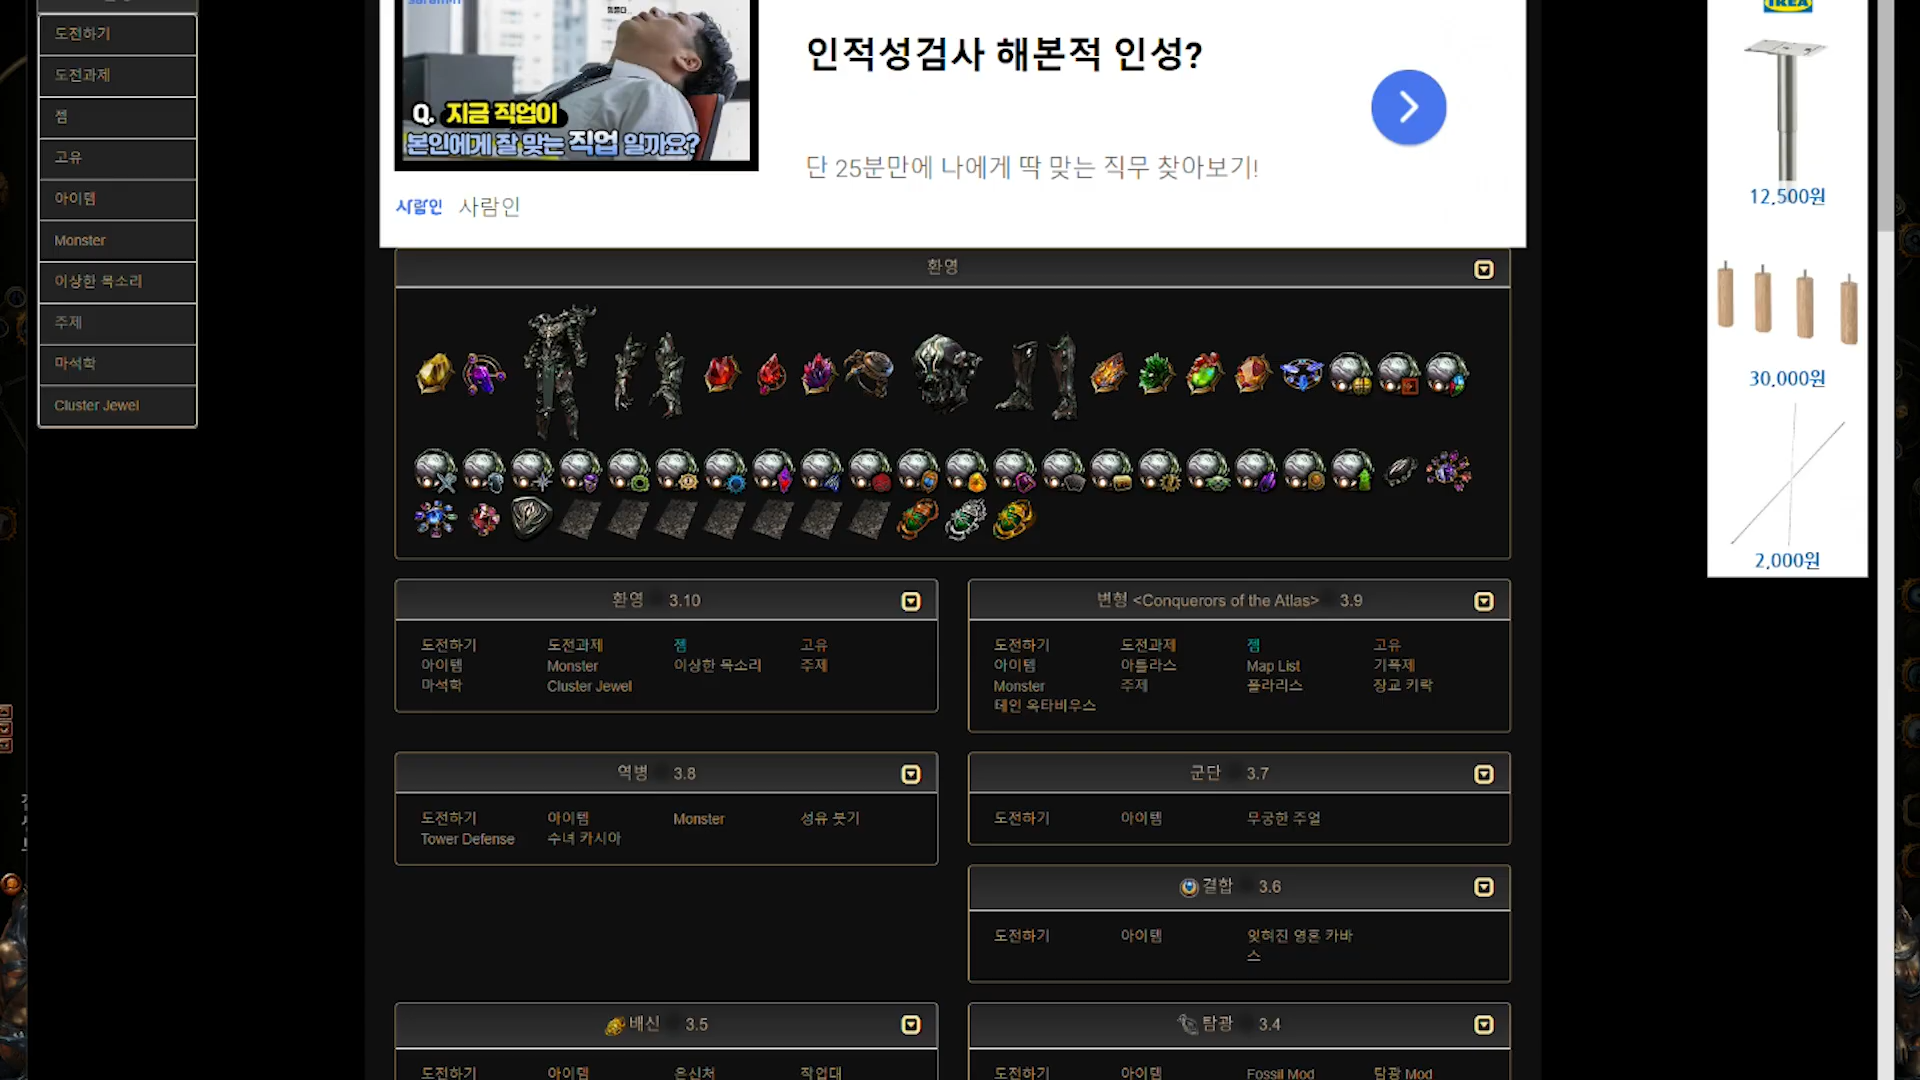 도전하기
도전과제
젬
고유
아이템
Monster
이상한 목소리
주제
마석학
Cluster Jewel
Q. 지금 직업이
본인에게 잘 맞는 직업 일까요?
인적성검사 해본적 인성?
단 25분만에 나에게 딱 맞는 직무 찾아보기!
사람인 사람인
IKEA
12,500원
30,000원
2,000원
환영
환영 3.10
도전하기 도전과제 젬 고유
아이템 Monster 이상한 목소리 주제
마석학 Cluster Jewel
변형 <Conquerors of the Atlas> 3.9
도전하기 도전과제 젬 고유
아이템 아틀라스 Map List 기폭제
Monster 주제 플라리스 장교 키락
테인 옥타비우스
역병 3.8
도전하기 아이템 Monster 성유 붓기
Tower Defense 수녀 카시아
군단 3.7
도전하기 아이템 무궁한 주얼
결합 3.6
도전하기 아이템 잊혀진 영혼 카바
스
배신 3.5
도전하기 아이템 은신처 작업대
탐광 3.4
도전하기 아이템 Fossil Mod 탐광 Mod